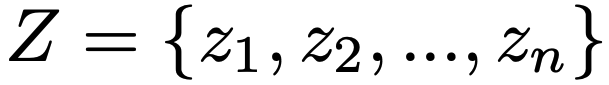 Z = {z₁, z₂, ..., zₙ}